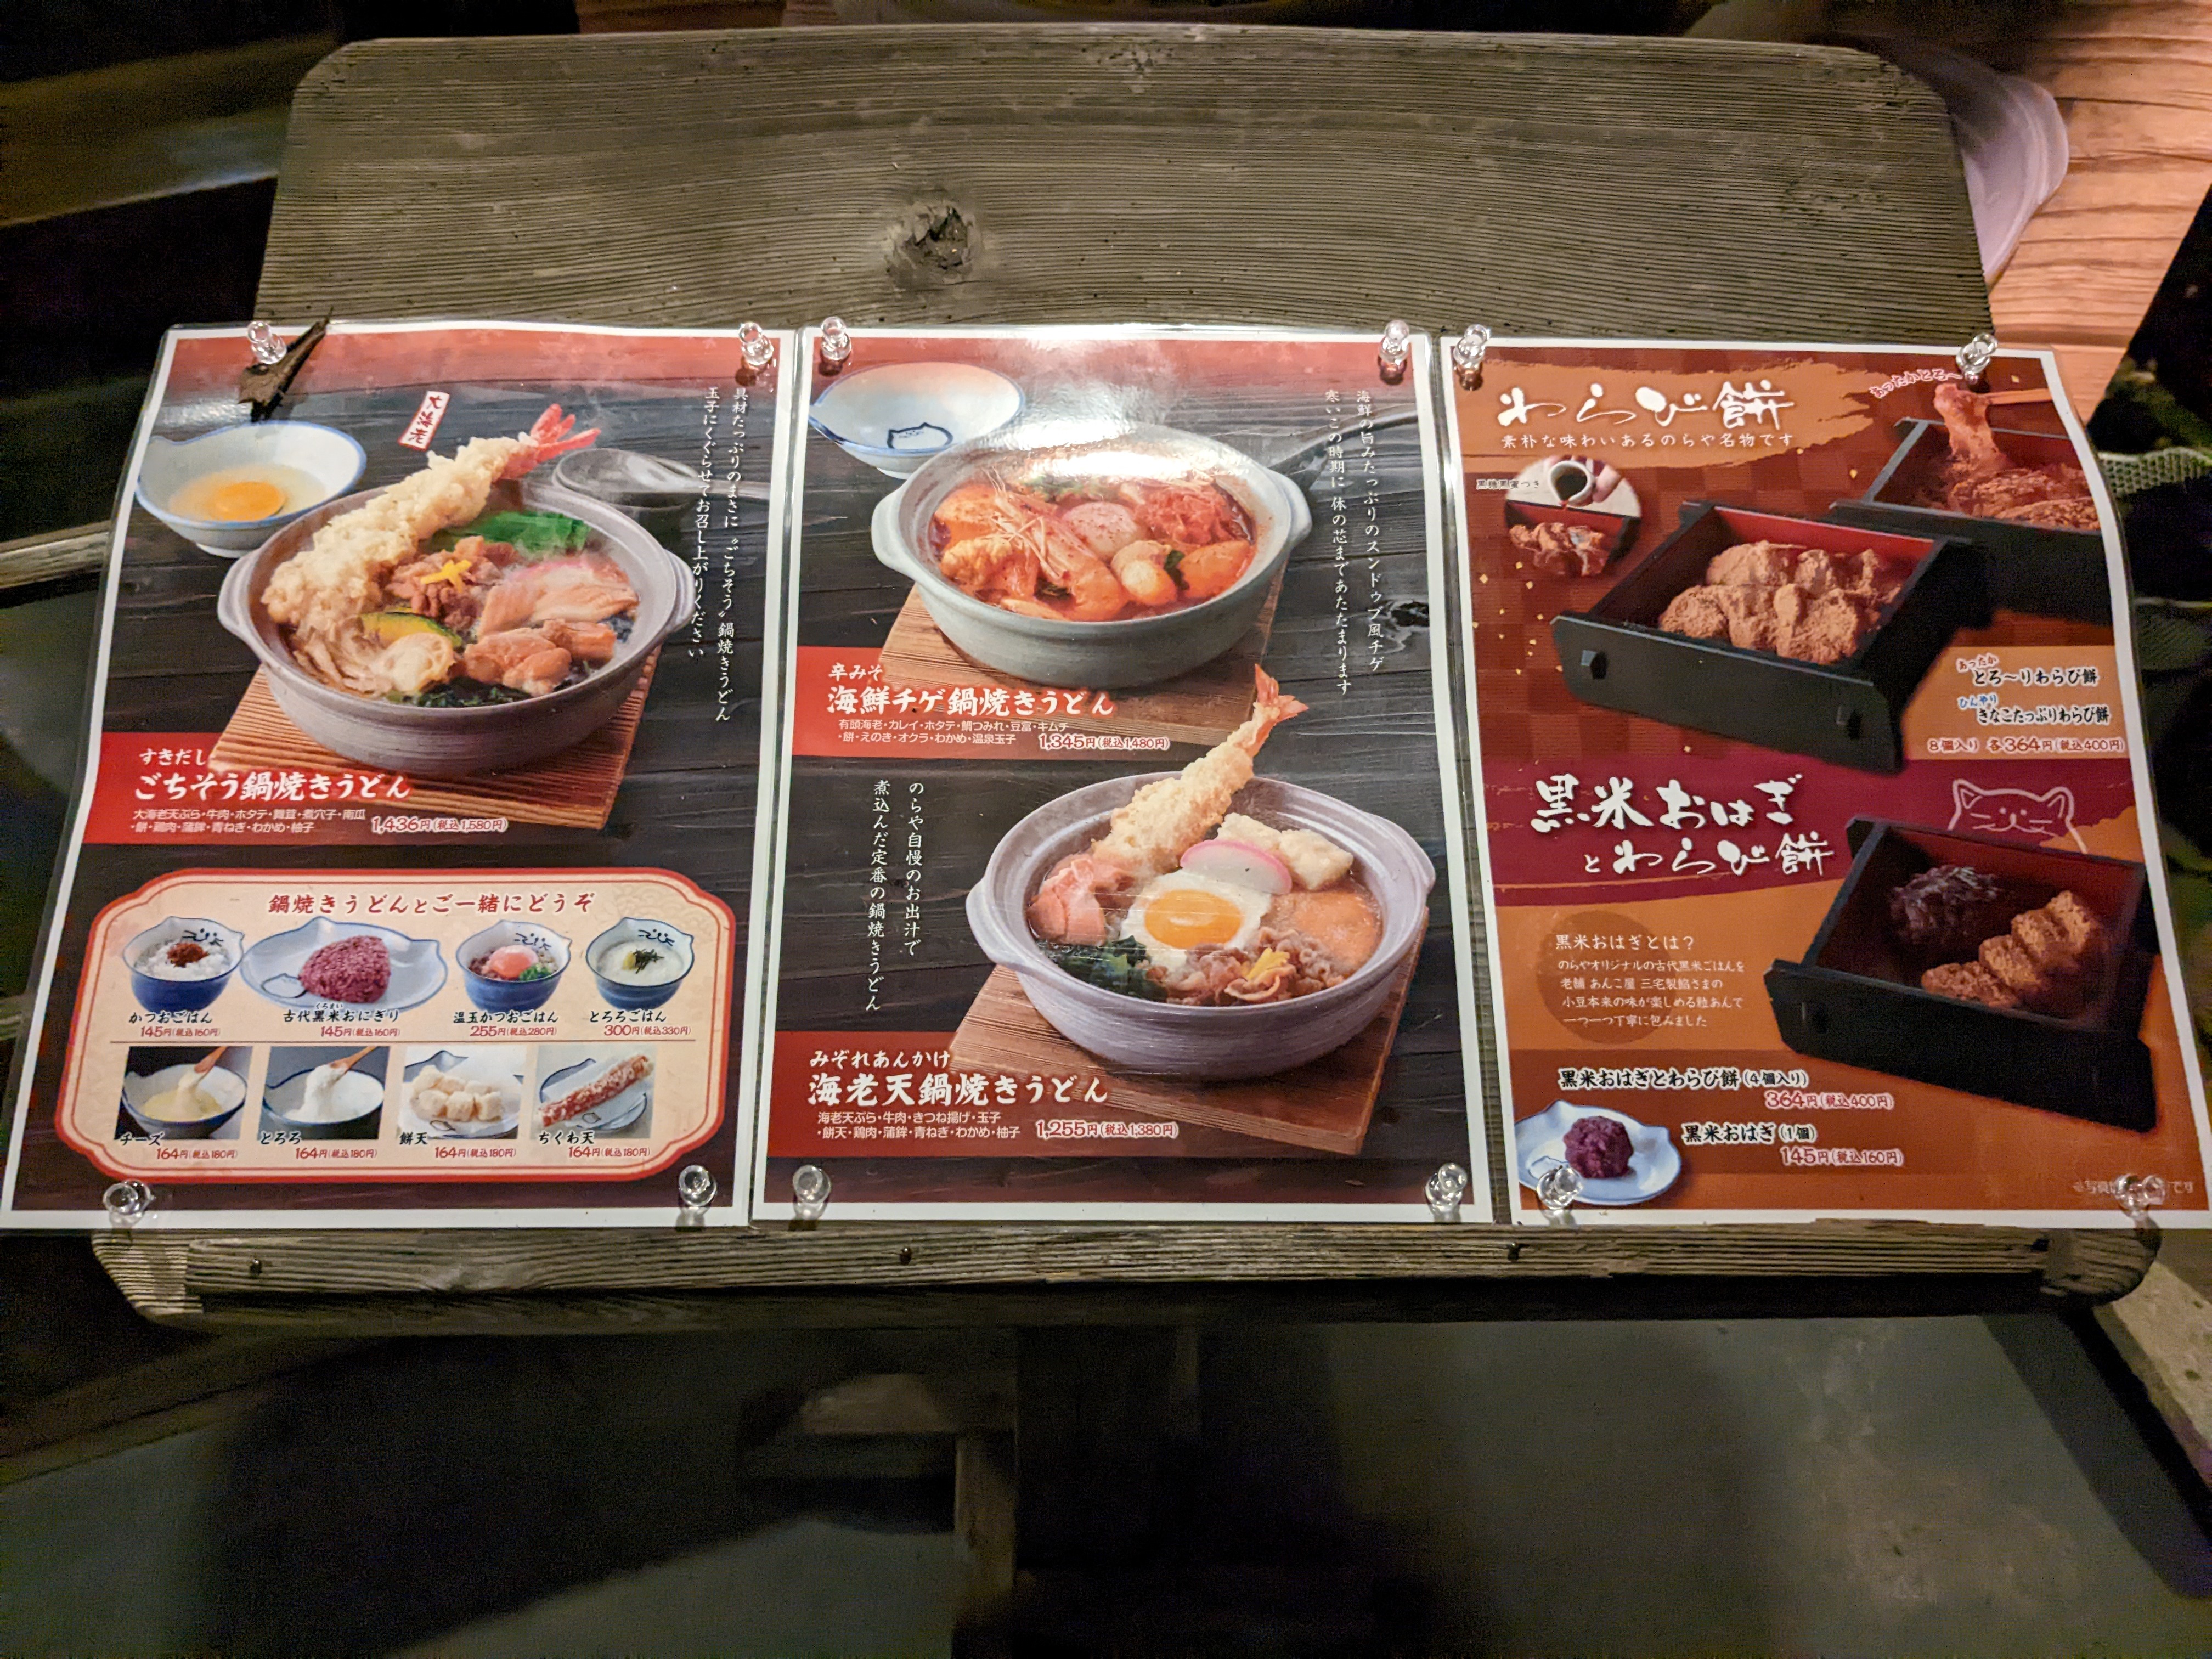 大海老
具材たっぷりのまさに“ごちそう”鍋焼きうどん
玉子にくぐらせてお召し上がりください
すきだし
ごちそう鍋焼きうどん
大海老天ぷら・牛肉・ホタテ・舞茸・煮穴子・南瓜
・餅・鶏肉・蒲鉾・青ねぎ・わかめ・柚子
1,436円(税込1,580円)
鍋焼きうどんとご一緒にどうぞ
かつおごはん
145円(税込160円)
くろまい
古代黒米おにぎり
145円(税込160円)
温玉かつおごはん
255円(税込280円)
とろろごはん
300円(税込330円)
チーズ
164円(税込180円)
とろろ
164円(税込180円)
餅天
164円(税込180円)
ちくわ天
164円(税込180円)
海鮮の旨みたっぷりのスンドゥブ風チゲ
寒いこの時期に体の芯まであたたまります
辛みそ
海鮮チゲ鍋焼きうどん
有頭海老・カレイ・ホタテ・鯛つみれ・豆富・キムチ
・餅・えのき・オクラ・わかめ・温泉玉子
1,345円(税込1,480円)
のらや自慢のお出汁で
煮込んだ定番の鍋焼きうどん
みぞれあんかけ
海老天鍋焼きうどん
海老天ぷら・牛肉・きつね揚げ・玉子
・餅天・鶏肉・蒲鉾・青ねぎ・わかめ・柚子
1,255円(税込1,380円)
わらび餅
素朴な味わいあるのらや名物です
あったかとろ〜
黒糖黒蜜つき
あったか
とろ〜りわらび餅
ひんやり
きなこたっぷりわらび餅
8個入り 各364円(税込400円)
黒米おはぎ
とわらび餅
黒米おはぎとは？
のらやオリジナルの古代黒米ごはんを
老舗 あんこ屋 三宅製餡さまの
小豆本来の味が楽しめる粒あんで
一つ一つ丁寧に包みました
黒米おはぎとわらび餅(4個入り)
364円(税込400円)
黒米おはぎ(1個)
145円(税込160円)